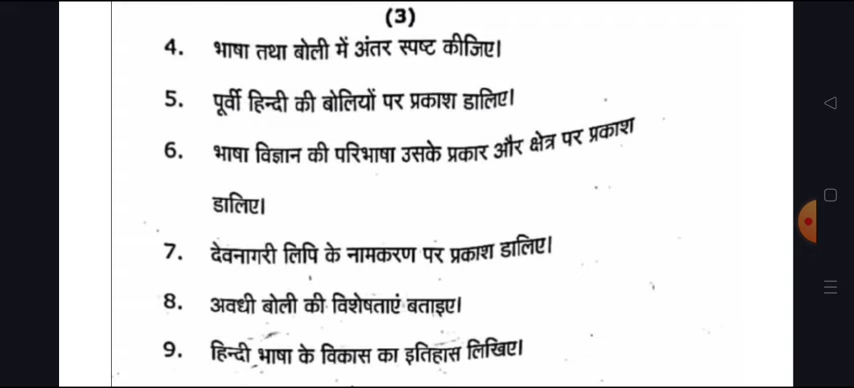 (3)
4. भाषा तथा बोली में अंतर स्पष्ट कीजिए।
5. पूर्वी हिन्दी की बोलियों पर प्रकाश डालिए।
6. भाषा विज्ञान की परिभाषा उसके प्रकार और क्षेत्र पर प्रकाश
डालिए।
7. देवनागरी लिपि के नामकरण पर प्रकाश डालिए।
8. अवधी बोली की विशेषताएं बताइए।
9. हिन्दी भाषा के विकास का इतिहास लिखिए।